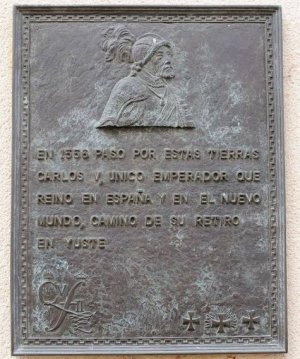 EN 1556 PASO POR ESTAS TIERRAS
CARLOS V, UNICO EMPERADOR QUE
REINO EN ESPAÑA Y EN EL NUEVO
MUNDO, CAMINO DE SU RETIRO
EN YUSTE